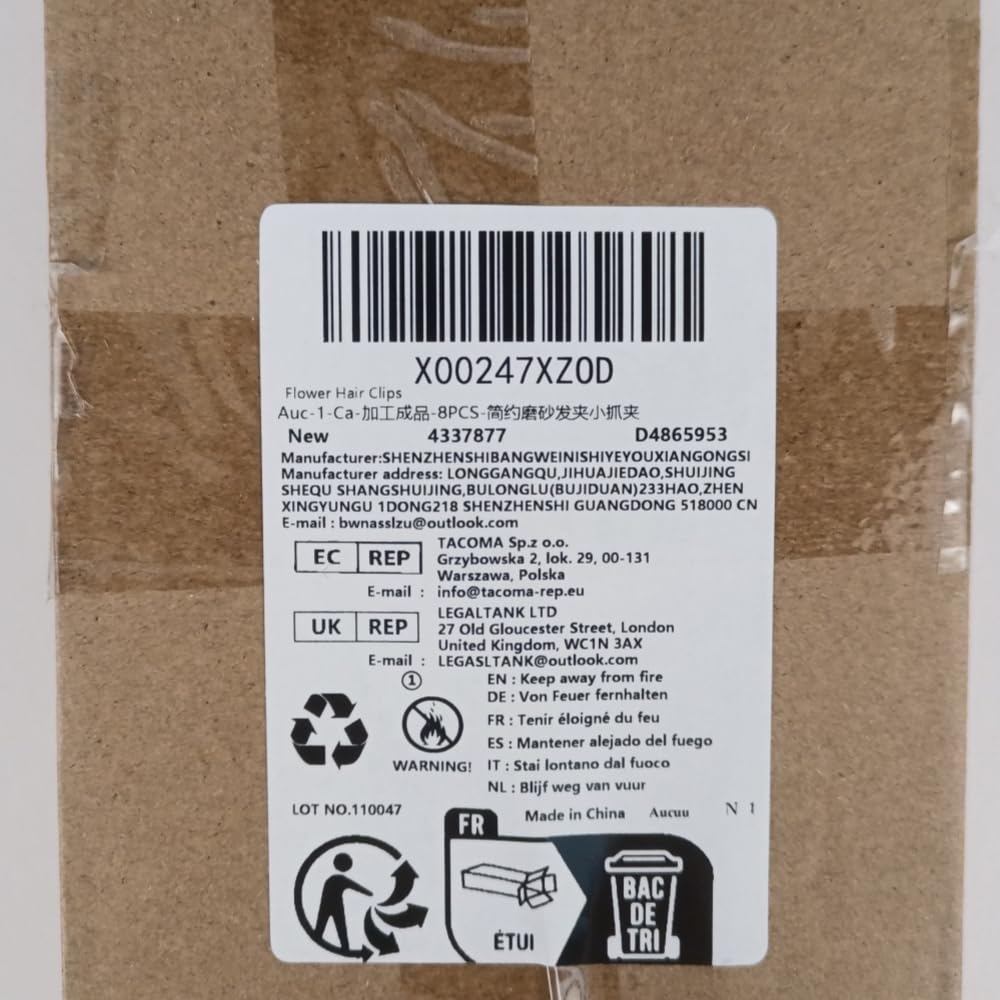 X00247XZ0D
Flower Hair Clips
Auc-1-Ca-加工成品-8PCS-简约磨砂发夹小抓夹
New 4337877 D4865953
Manufacturer:SHENZHENSHIBANGWEINISHIYEYOUXIANGONGSI
Manufacturer address: LONGGANGQU,JIHUAJIEDAO,SHUIJING
SHEQU SHANGSHUIJING,BULONGLU(BUJIDUAN)233HAO,ZHEN
XINGYUNGU 1DONG218 SHENZHENSHI GUANGDONG 518000 CN
E-mail : bwnasslzu@outlook.com
EC REP
TACOMA Sp.z o.o.
Grzybowska 2, lok. 29, 00-131
Warszawa, Polska
E-mail : info@tacoma-rep.eu
UK REP
LEGALTANK LTD
27 Old Gloucester Street, London
United Kingdom, WC1N 3AX
E-mail : LEGASLTANK@outlook.com
①
WARNING!
EN : Keep away from fire
DE : Von Feuer fernhalten
FR : Tenir éloigné du feu
ES : Mantener alejado del fuego
IT : Stai lontano dal fuoco
NL : Blijf weg van vuur
LOT NO.110047
Made in China Aucuu N 1
FR
ÉTUI
BAC
DE
TRI